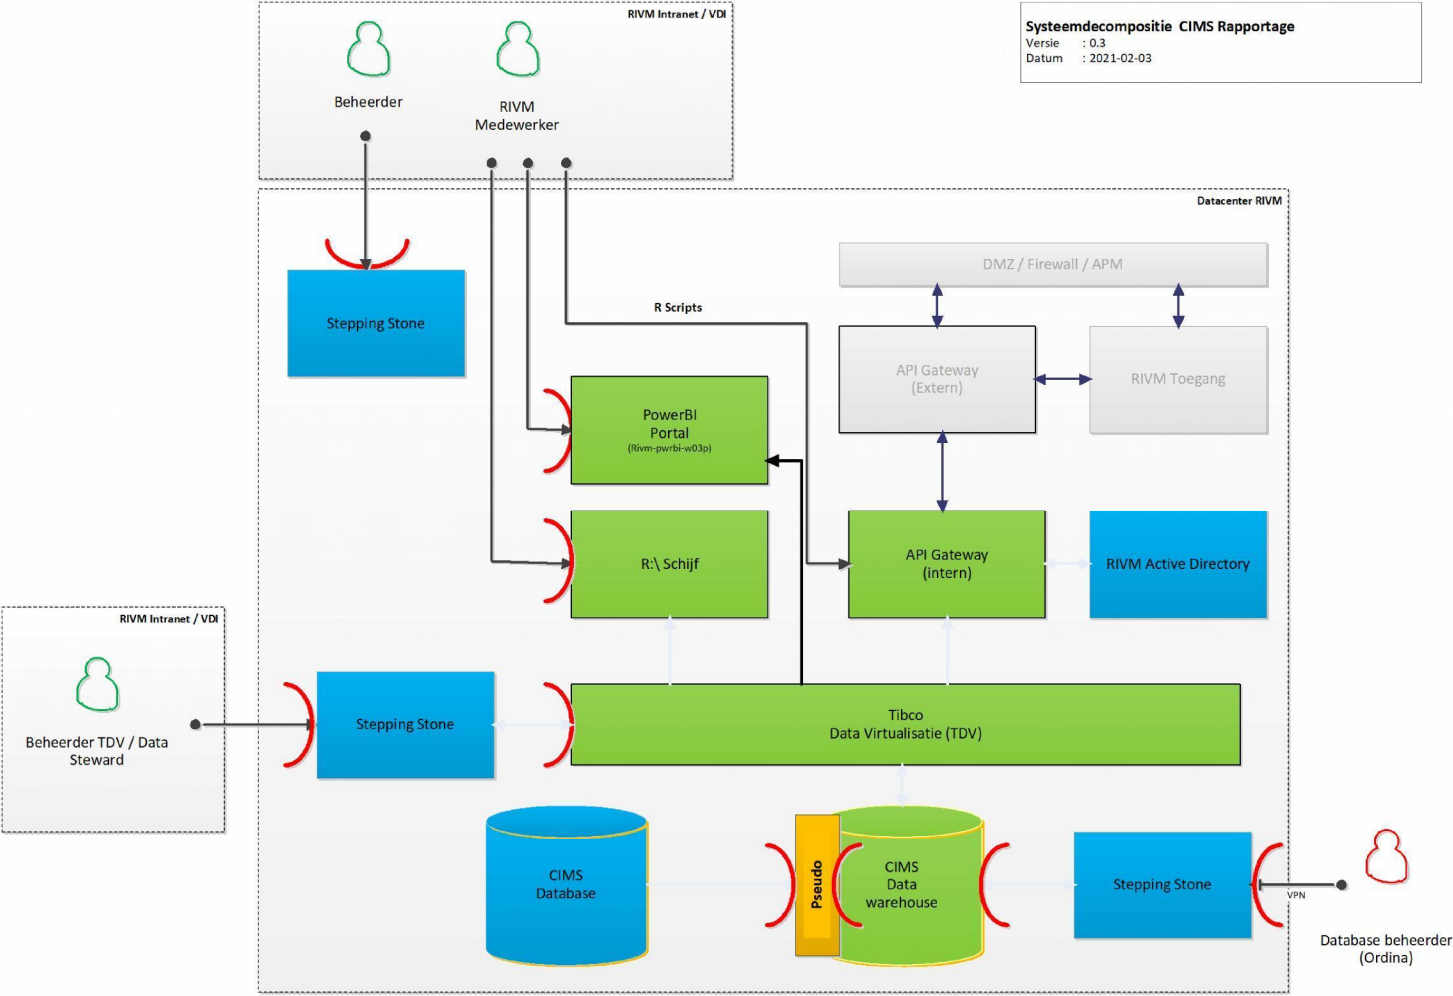 RIVM Intranet / VDI
Beheerder
RIVM
Medewerker
Systeemdecompositie CIMS Rapportage
Versie : 0.3
Datum : 2021-02-03
Datacenter RIVM
DMZ / Firewall / APM
Stepping Stone
R Scripts
API Gateway
(Extern)
RIVM Toegang
PowerBI
Portal
(Rivm-pwrbi-w03p)
R:\ Schijf
API Gateway
(intern)
RIVM Active Directory
RIVM Intranet / VDI
Beheerder TDV / Data
Steward
Stepping Stone
Tibco
Data Virtualisatie (TDV)
CIMS
Database
Pseudo
CIMS
Data
warehouse
Stepping Stone
VPN
Database beheerder
(Ordina)